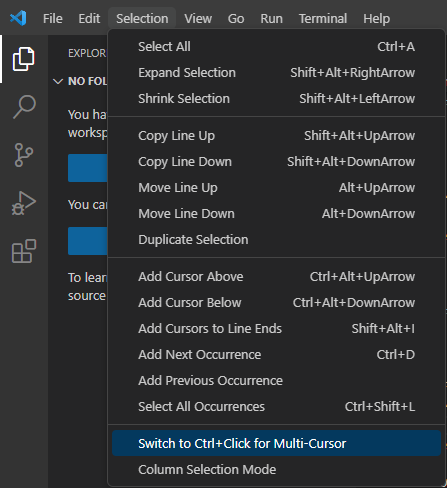 File Edit Selection View Go Run Terminal Help
EXPLOR
NO FOL
You hav
worksp
You can
To learn
source
Select All Ctrl+A
Expand Selection Shift+Alt+RightArrow
Shrink Selection Shift+Alt+LeftArrow
Copy Line Up Shift+Alt+UpArrow
Copy Line Down Shift+Alt+DownArrow
Move Line Up Alt+UpArrow
Move Line Down Alt+DownArrow
Duplicate Selection
Add Cursor Above Ctrl+Alt+UpArrow
Add Cursor Below Ctrl+Alt+DownArrow
Add Cursors to Line Ends Shift+Alt+I
Add Next Occurrence Ctrl+D
Add Previous Occurrence
Select All Occurrences Ctrl+Shift+L
Switch to Ctrl+Click for Multi-Cursor
Column Selection Mode